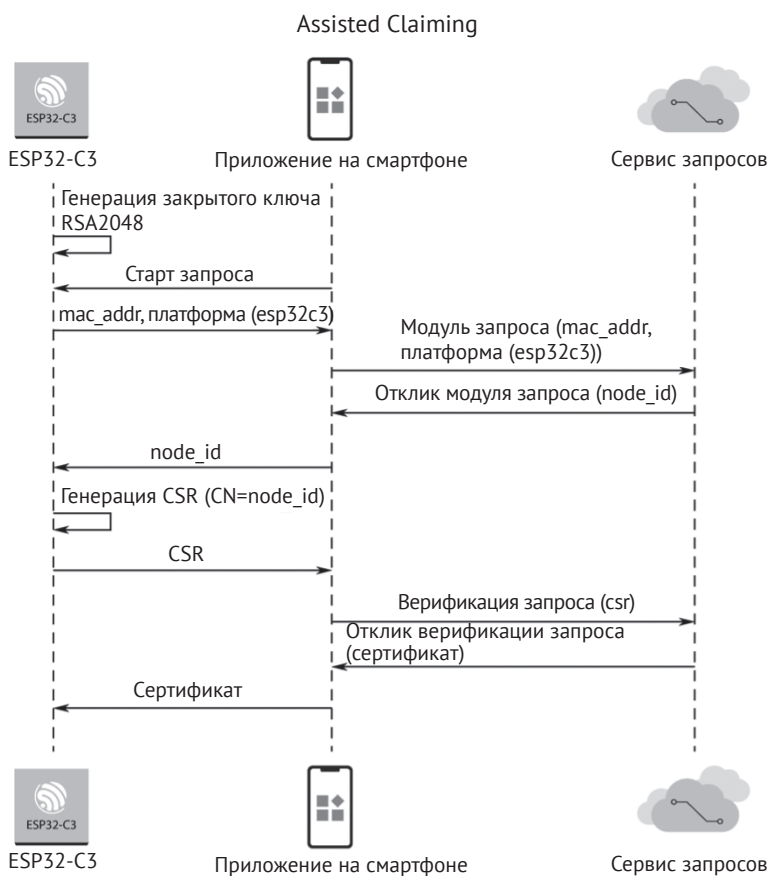 Assisted Claiming
ESP32-C3
ESP32-C3
Приложение на смартфоне
Сервис запросов
Генерация закрытого ключа
RSA2048
Старт запроса
mac_addr, платформа (esp32c3)
Модуль запроса (mac_addr,
платформа (esp32c3))
Отклик модуля запроса (node_id)
node_id
Генерация CSR (CN=node_id)
CSR
Верификация запроса (csr)
Отклик верификации запроса
(сертификат)
Сертификат
ESP32-C3
ESP32-C3
Приложение на смартфоне
Сервис запросов